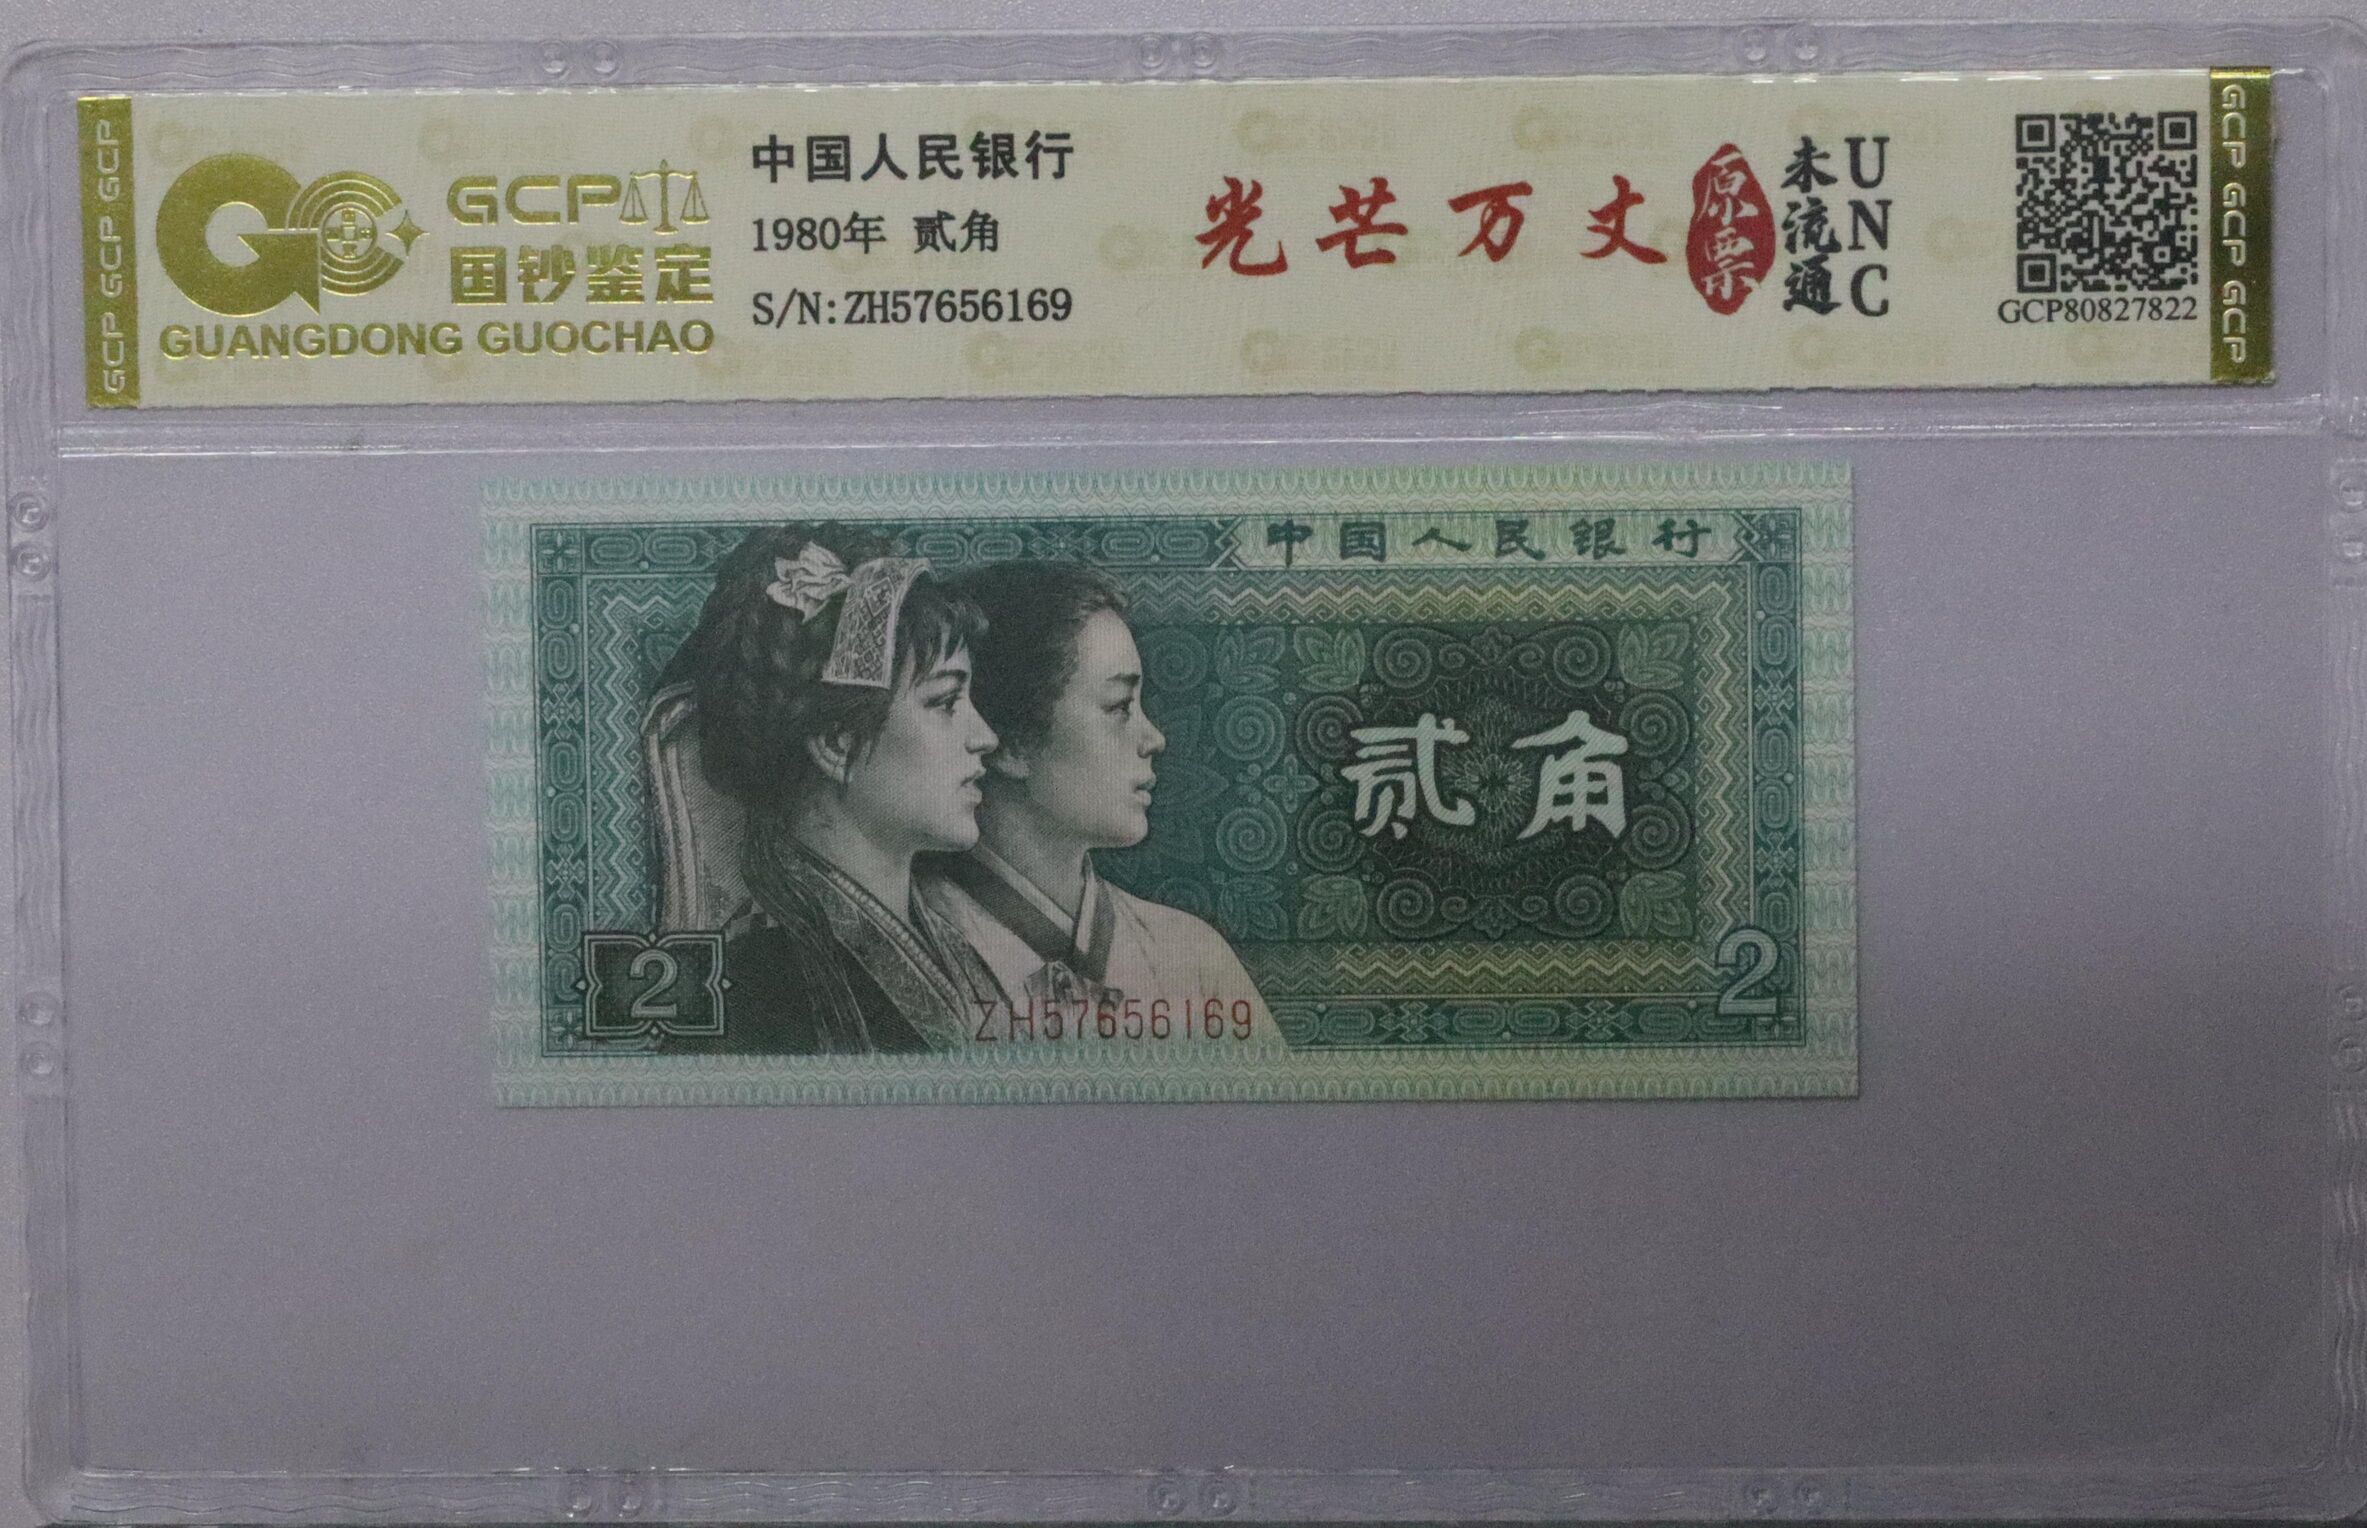 GCP GCP GCP
GCP
国钞鉴定
GUANGDONG GUOCHAO
中国人民银行
1980年 贰角
S/N:ZH57656169
光芒万丈
原票
未流通
UNC
GCP80827822
GCP GCP GCP
中国人民银行
贰角
2
2
ZH57656169